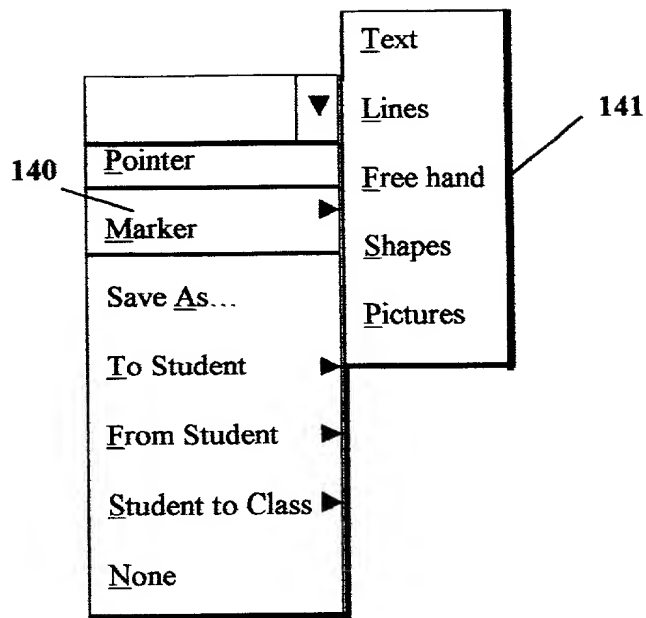 Text
Lines
141
Free hand
Shapes
Pictures
140
Pointer
Marker
Save As...
To Student
From Student
Student to Class
None